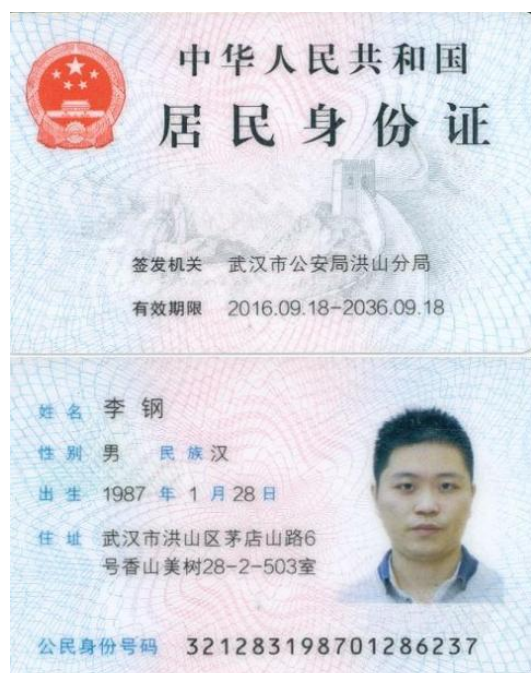 中华人民共和国
居民身份证
签发机关 武汉市公安局洪山分局
有效期限 2016.09.18-2036.09.18
姓名 李钢
性别 男 民族 汉
出生 1987 年 1 月 28 日
住址 武汉市洪山区茅店山路6
号香山美树28-2-503室
公民身份号码 321283198701286237